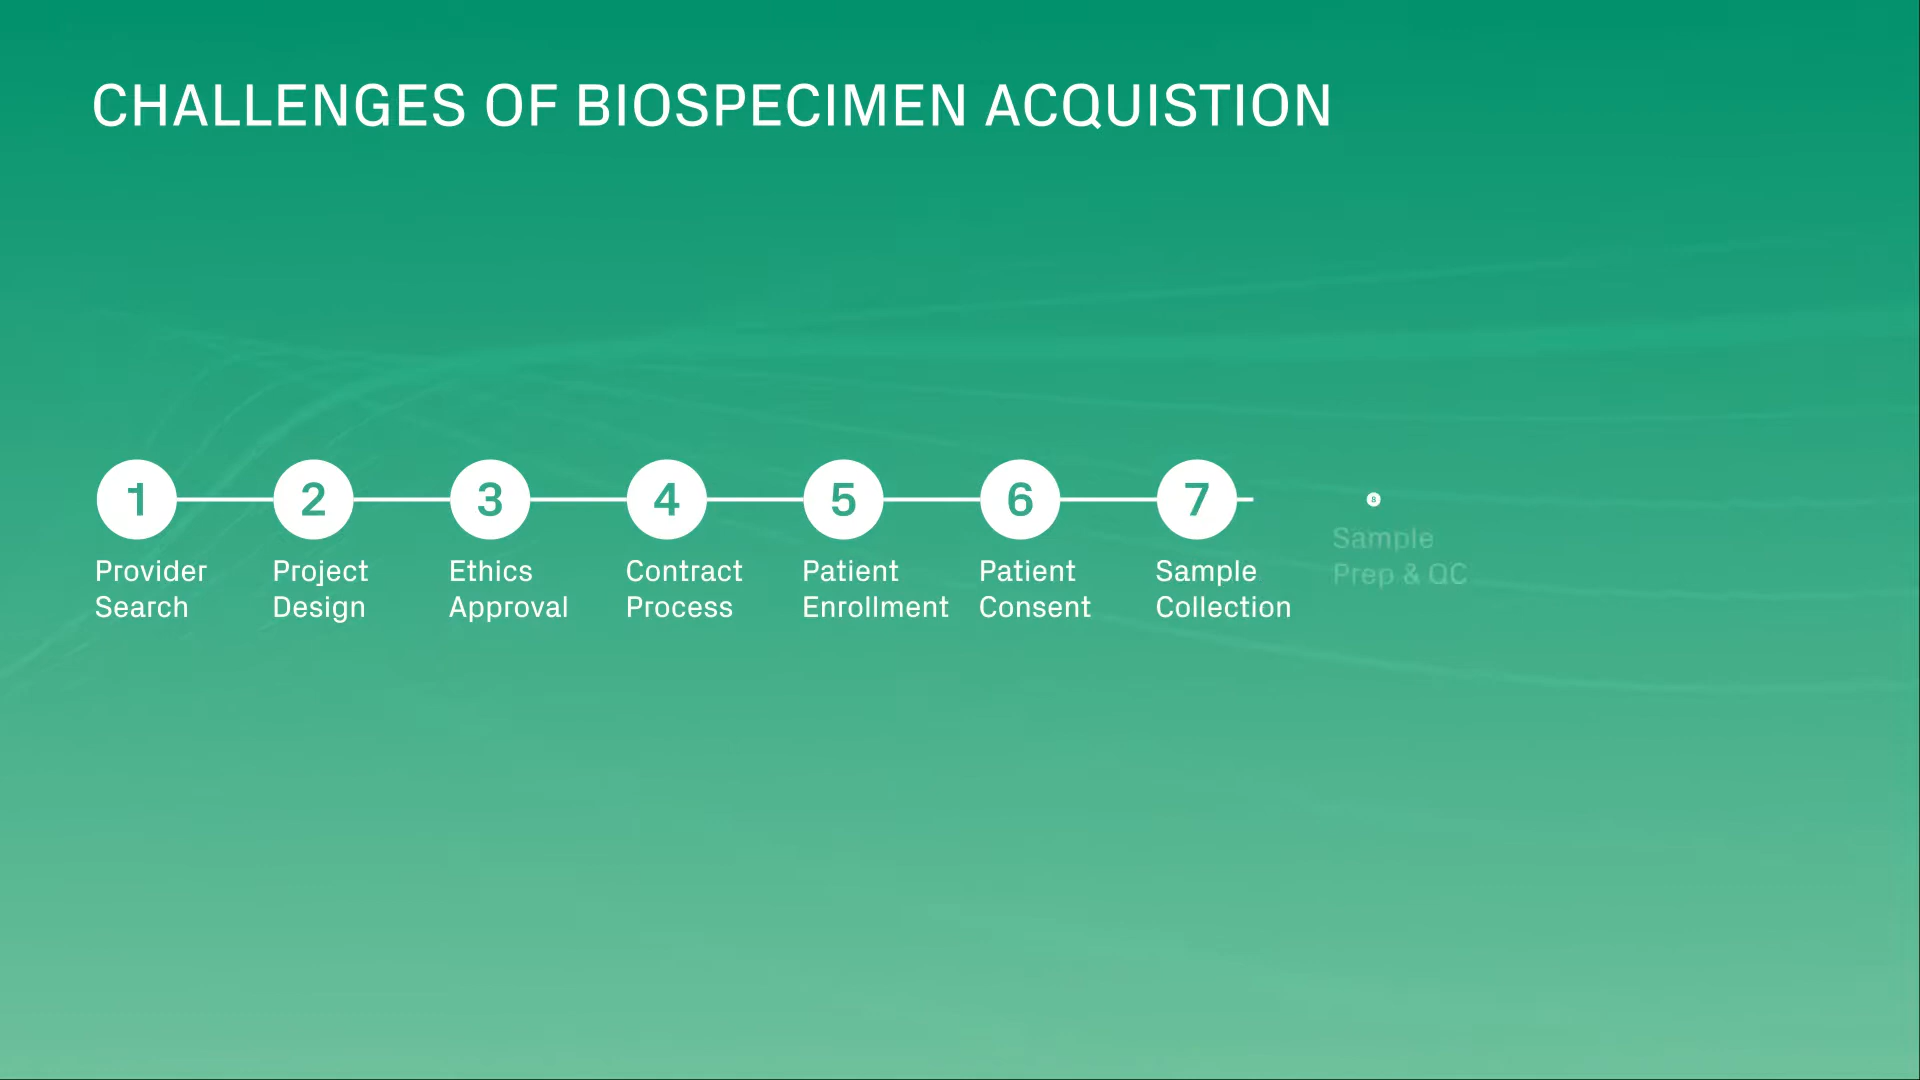 CHALLENGES OF BIOSPECIMEN ACQUISTION
1 2 3 4 5 6 7 8
Provider Project Ethics Contract Patient Patient Sample Sample
Search Design Approval Process Enrollment Consent Collection Prep & QC